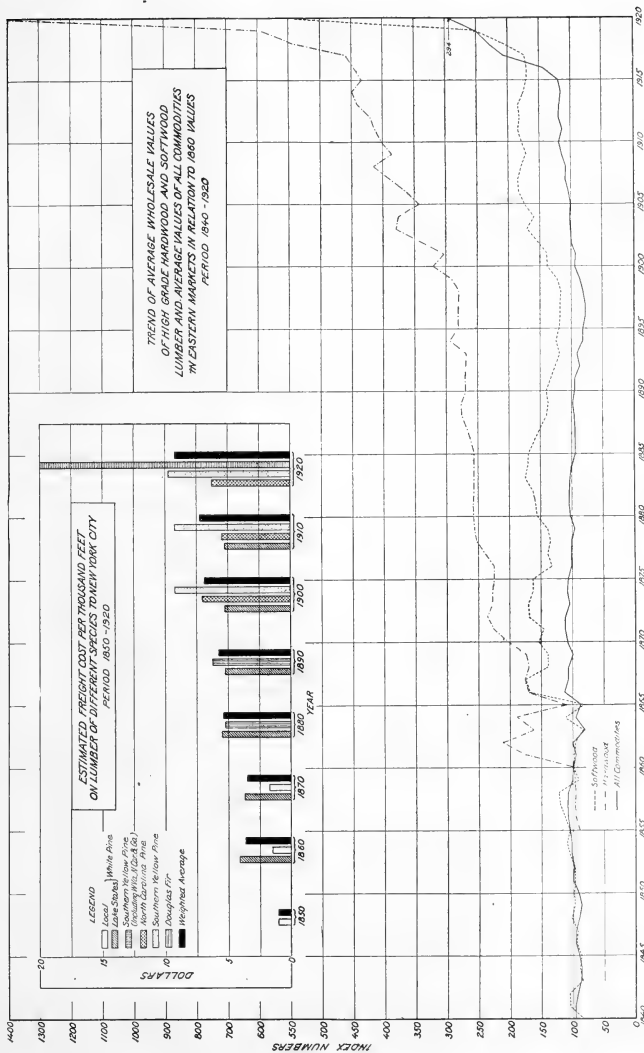 TREND OF AVERAGE WHOLESALE VALUES
OF HIGH GRADE HARDWOOD AND SOFTWOOD
LUMBER AND AVERAGE VALUES OF ALL COMMODITIES
IN EASTERN MARKETS IN RELATION TO 1860 VALUES
PERIOD 1840-1920
ESTIMATED FREIGHT COST PER THOUSAND FEET
ON LUMBER OF DIFFERENT SPECIES TO NEW YORK CITY
PERIOD 1850-1920
LEGEND
Local
Lake States
White Pine
Southern Yellow Pine
(Including W.Va, N.Car & Ga)
North Carolina Pine
Southern Yellow Pine
Douglas Fir
Weighted Average
20
15
10
5
0
DOLLARS
1850
1860
1870
1880
1890
1900
1910
1920
YEAR
294
Softwood
Hardwood
All Commodities
1400
1300
1200
1100
1000
900
800
700
600
550
500
450
400
350
300
250
200
150
100
0
INDEX NUMBERS
1840
1845
1850
1855
1860
1865
1870
1875
1880
1885
1890
1895
1900
1905
1910
1915
1920